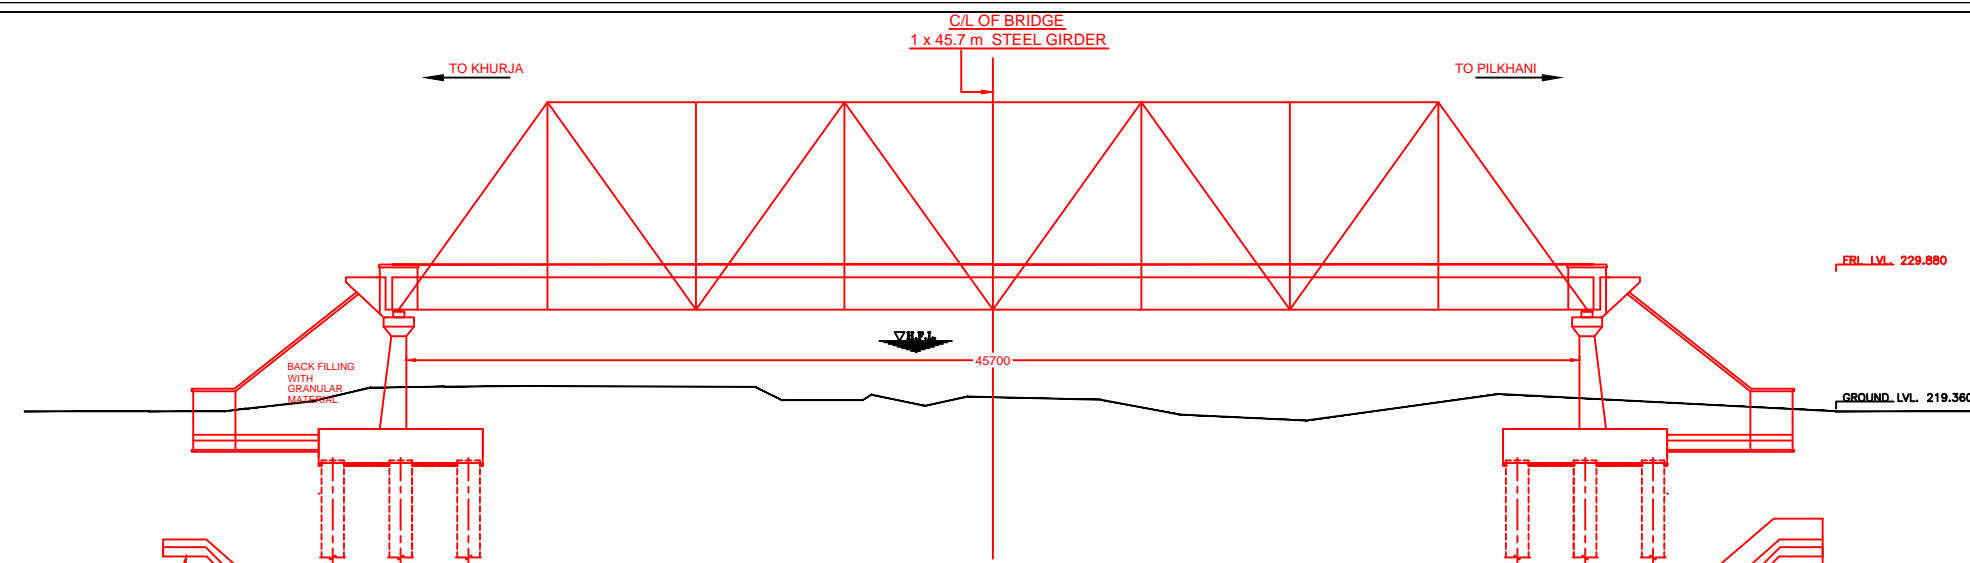 C/L OF BRIDGE
1 x 45.7 m STEEL GIRDER
TO KHURJA
TO PILKHANI
FRL LVL. 229.880
H.F.L.
45700
BACK FILLING
WITH
GRANULAR
MATERIAL
GROUND LVL. 219.360